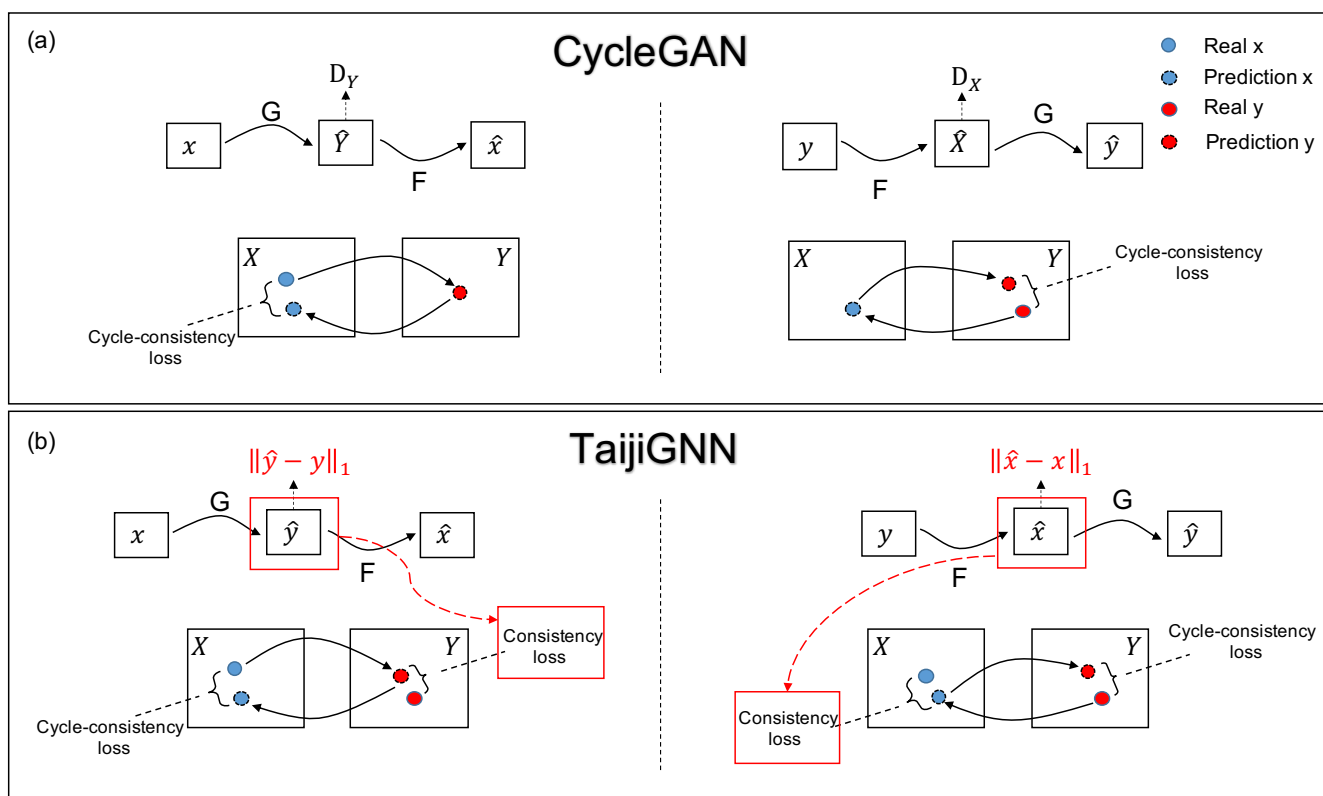 (a)
CycleGAN
Real x
Prediction x
Real y
Prediction y
D_Y
G
x
Ŷ
x̂
F
X
Y
Cycle-consistency
loss
D_X
G
y
X̂
ŷ
F
X
Y
Cycle-consistency
loss
(b)
TaijiGNN
‖ŷ − y‖₁
G
x
ŷ
x̂
F
X
Y
Consistency
loss
Cycle-consistency
loss
‖x̂ − x‖₁
G
y
x̂
ŷ
F
X
Y
Cycle-consistency
loss
Consistency
loss